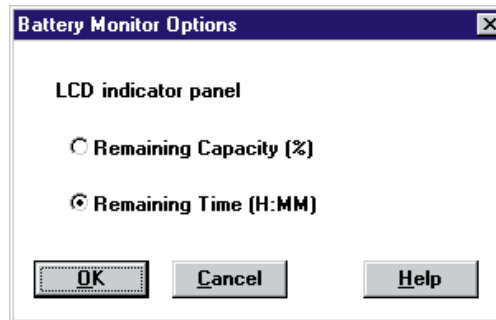 Battery Monitor Options
LCD indicator panel
Remaining Capacity (%)
Remaining Time (H:MM)
OK Cancel Help